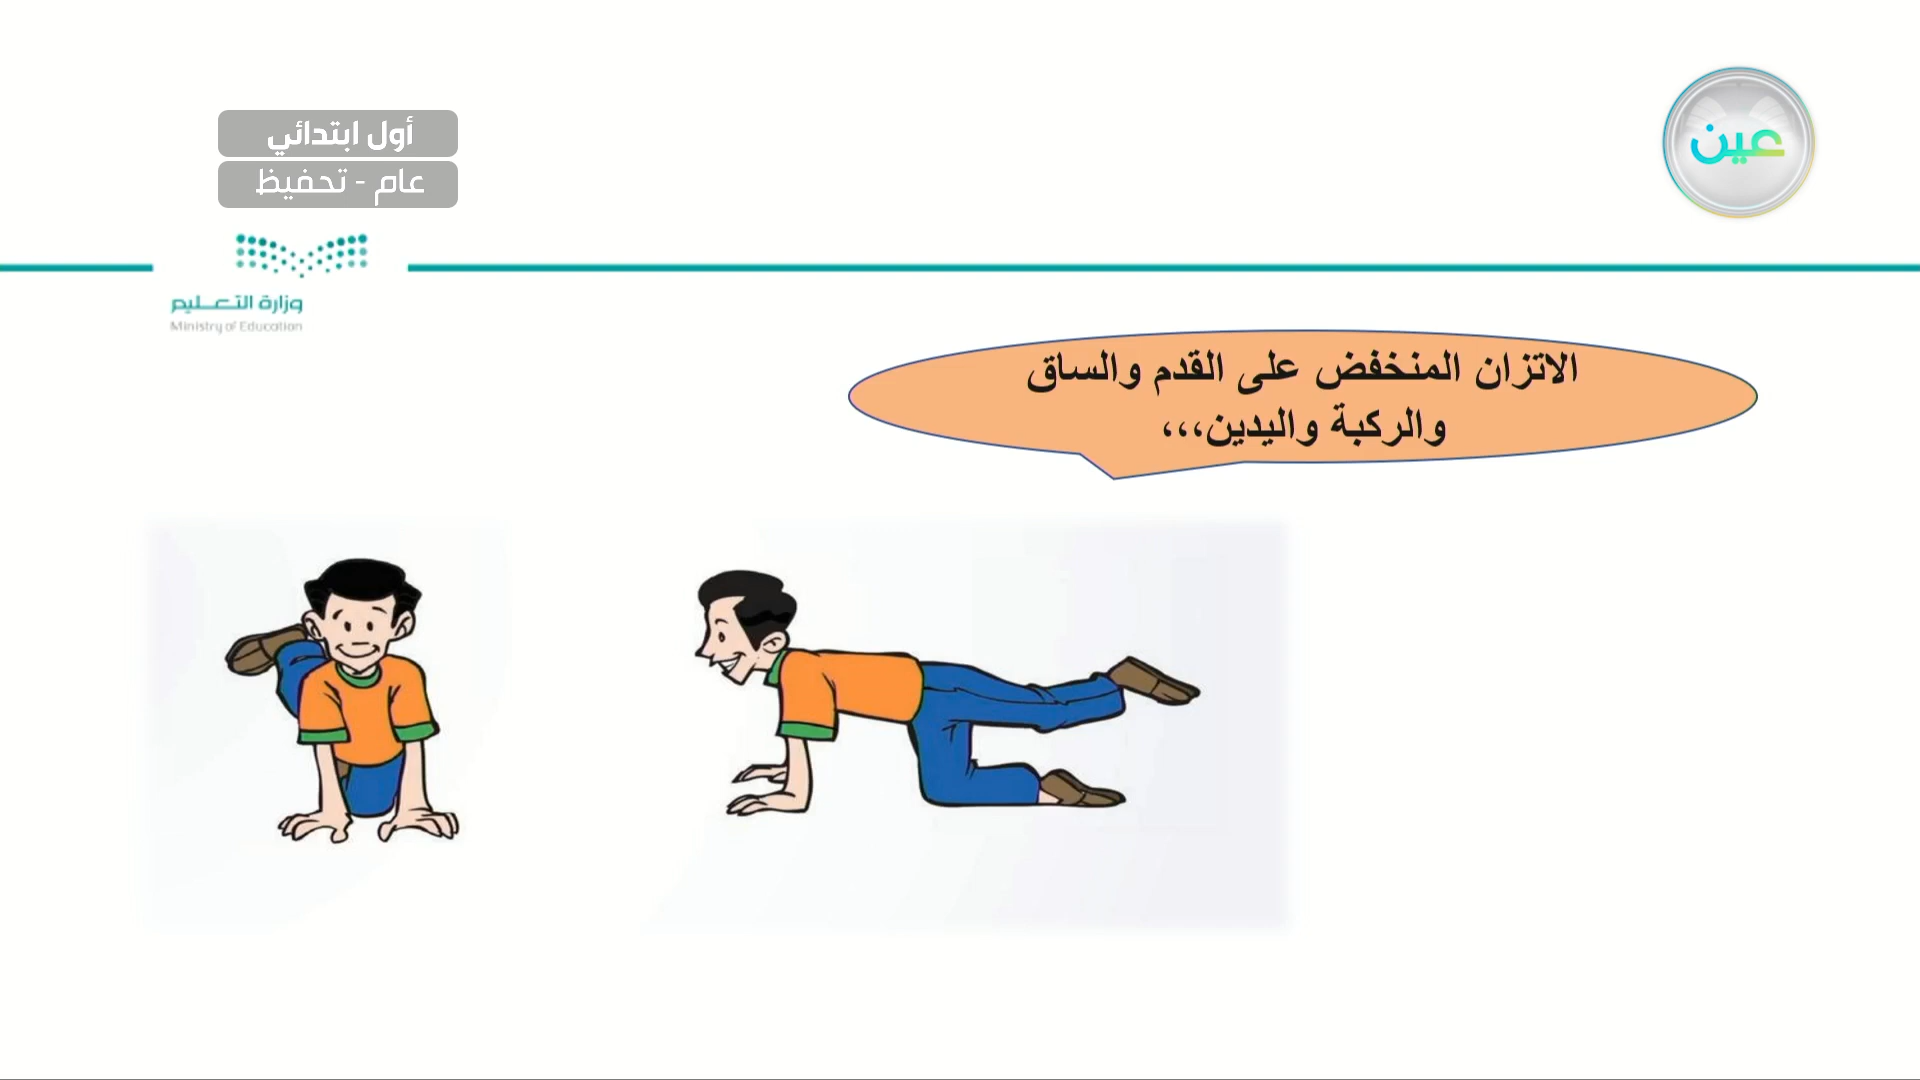 أول ابتدائي
عام - تحفيظ
عين
وزارة التعليم
Ministry of Education
الاتزان المنخفض على القدم والساق
والركبة واليدين،،،